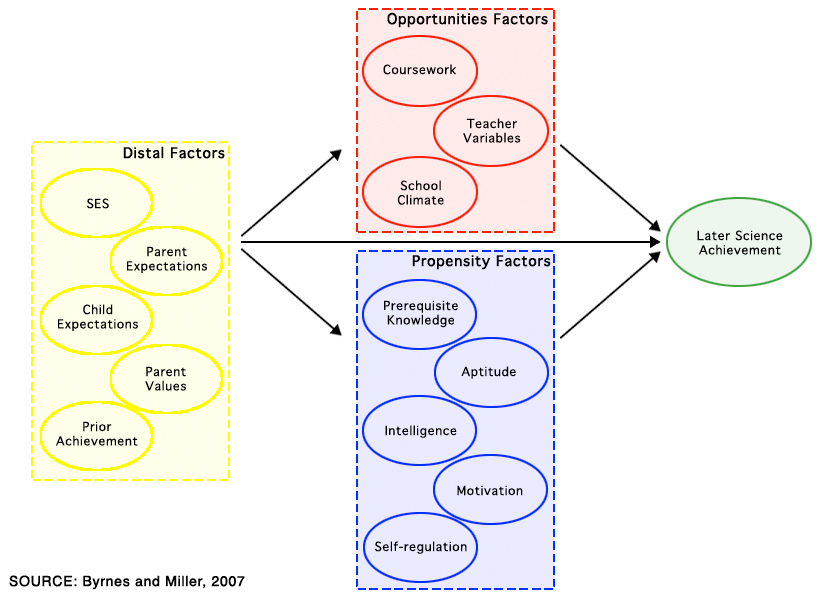 Opportunities Factors
Coursework
Teacher
Variables
School
Climate
Distal Factors
SES
Parent
Expectations
Child
Expectations
Parent
Values
Prior
Achievement
Propensity Factors
Prerequisite
Knowledge
Aptitude
Intelligence
Motivation
Self-regulation
Later Science
Achievement
SOURCE: Byrnes and Miller, 2007